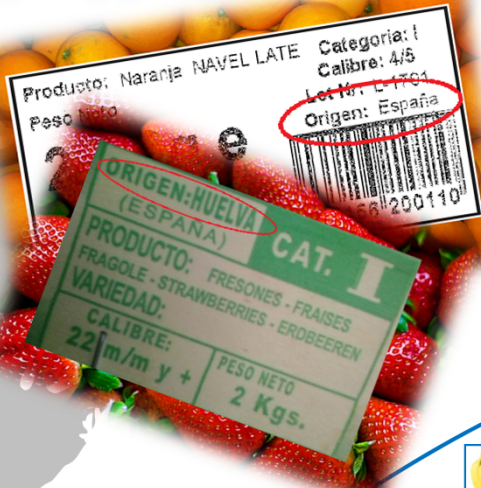 Producto: Naranja NAVEL LATE
Categoria: I
Calibre: 4/5
Peso
Origen: España
200110
ORIGEN:HUELVA
(ESPAÑA)
CAT. I
PRODUCTO: FRESONES - FRAISES
FRAGOLE - STRAWBERRIES - ERDBEEREN
VARIEDAD:
CALIBRE:
22 m/m y +
PESO NETO
2 Kgs.